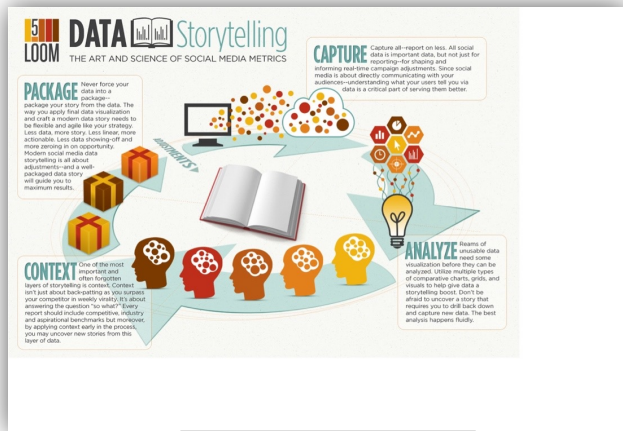 5
LOOM
DATA Storytelling
THE ART AND SCIENCE OF SOCIAL MEDIA METRICS
CAPTURE Capture all--report on less. All social
data is important data, but not just for
reporting--for shaping and
informing real-time campaign adjustments. Since social
media is about directly communicating with your
audiences--understanding what your users tell you via
data is a critical part of serving them better.
PACKAGE Never force your
data into a
package--
package your story from the data. The
way you apply final data visualization
and craft a modern data story needs to
be flexible and agile like your strategy.
Less data, more story. Less linear, more
actionable. Less data showing-off and
more zeroing in on opportunity.
Modern social media data
storytelling is all about
adjustments--and a well-
packaged data story
will guide you to
maximum results.
ADJUSTMENTS
ANALYZE Reams of
unusable data
need some
visualization before they can be
analyzed. Utilize multiple types
of comparative charts, grids, and
visuals to help give data a
storytelling boost. Don't be
afraid to uncover a story that
requires you to drill back down
and capture new data. The best
analysis happens fluidly.
CONTEXT One of the most
important and
often forgotten
layers of storytelling is context. Context
isn't just about back-patting as you surpass
your competitor in weekly virality. It's about
answering the question "so what?" Every
report should include competitive, industry
and aspirational benchmarks but moreover,
by applying context early in the process,
you may uncover new stories from this
layer of data.